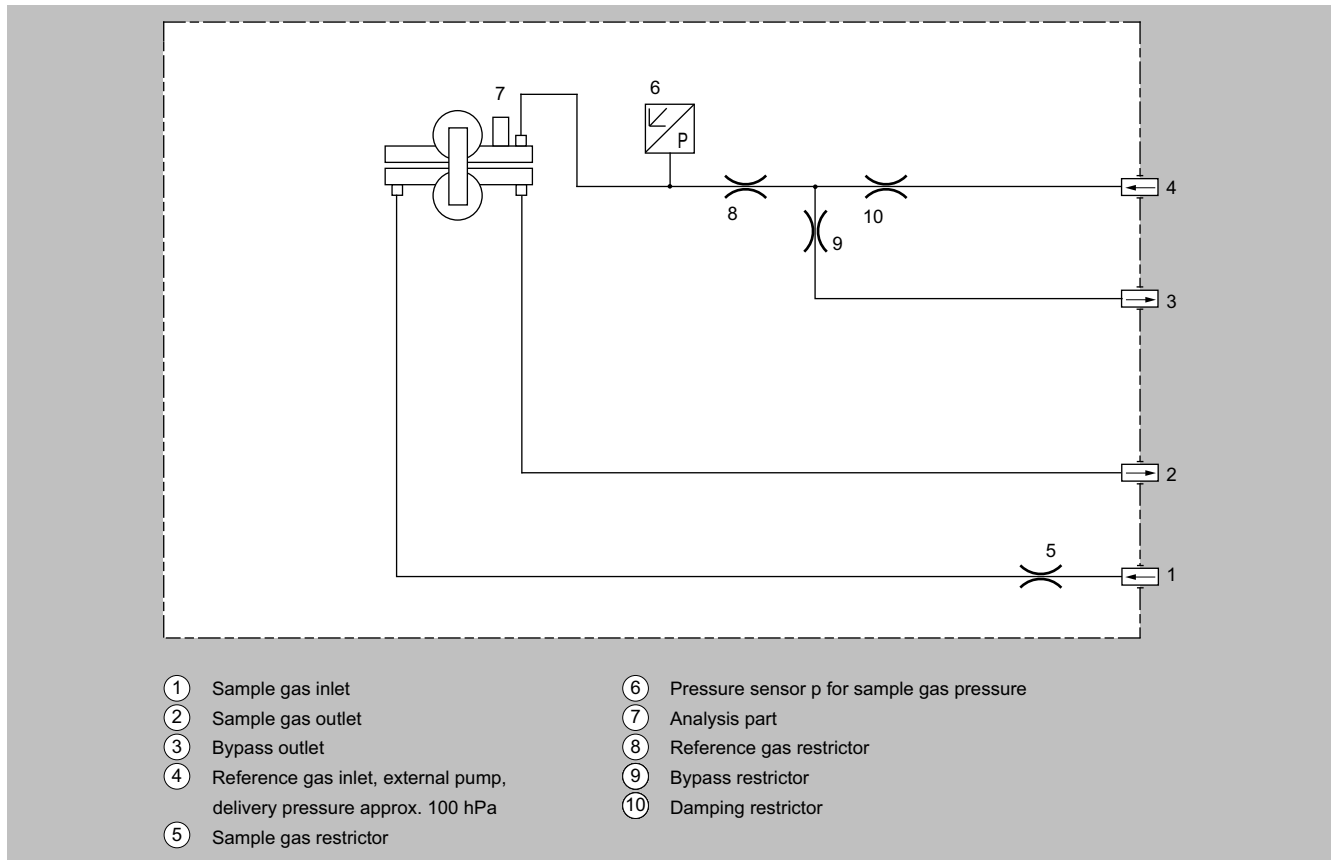 7
6
P
4
8
10
9
3
2
5
1
1 Sample gas inlet
2 Sample gas outlet
3 Bypass outlet
4 Reference gas inlet, external pump,
delivery pressure approx. 100 hPa
5 Sample gas restrictor
6 Pressure sensor p for sample gas pressure
7 Analysis part
8 Reference gas restrictor
9 Bypass restrictor
10 Damping restrictor